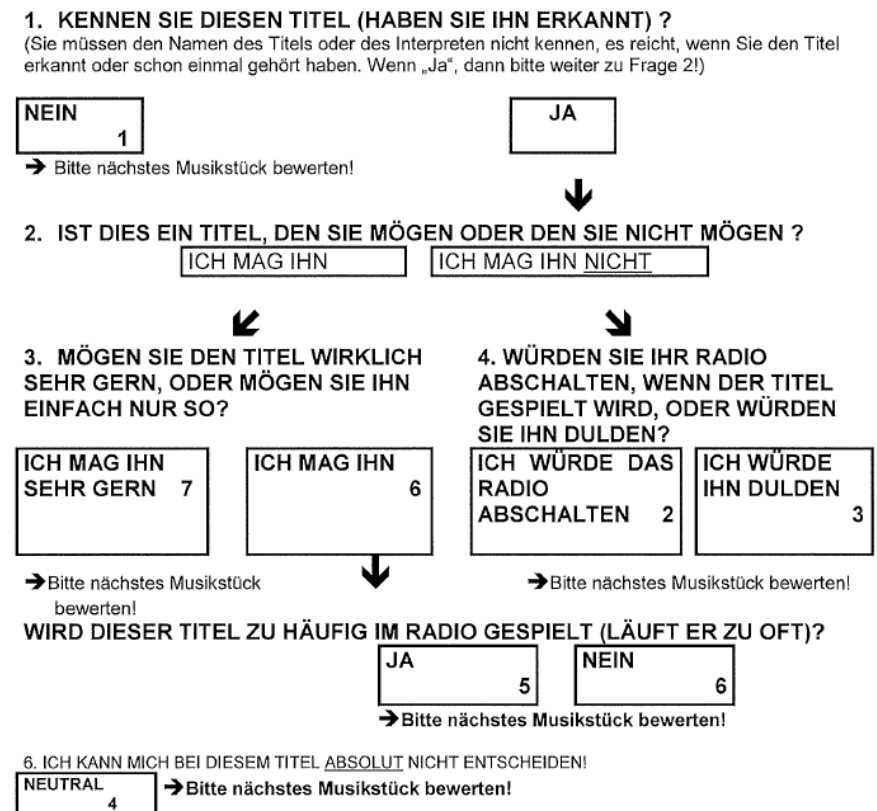 1. KENNEN SIE DIESEN TITEL (HABEN SIE IHN ERKANNT) ?
(Sie müssen den Namen des Titels oder des Interpreten nicht kennen, es reicht, wenn Sie den Titel
erkannt oder schon einmal gehört haben. Wenn „Ja“, dann bitte weiter zu Frage 2!)
NEIN
1
JA
➔ Bitte nächstes Musikstück bewerten!
2. IST DIES EIN TITEL, DEN SIE MÖGEN ODER DEN SIE NICHT MÖGEN ?
ICH MAG IHN
ICH MAG IHN NICHT
3. MÖGEN SIE DEN TITEL WIRKLICH
SEHR GERN, ODER MÖGEN SIE IHN
EINFACH NUR SO?
4. WÜRDEN SIE IHR RADIO
ABSCHALTEN, WENN DER TITEL
GESPIELT WIRD, ODER WÜRDEN
SIE IHN DULDEN?
ICH MAG IHN
SEHR GERN 7
ICH MAG IHN
6
ICH WÜRDE DAS
RADIO
ABSCHALTEN 2
ICH WÜRDE
IHN DULDEN
3
➔Bitte nächstes Musikstück
bewerten!
➔Bitte nächstes Musikstück bewerten!
WIRD DIESER TITEL ZU HÄUFIG IM RADIO GESPIELT (LÄUFT ER ZU OFT)?
JA
5
NEIN
6
➔Bitte nächstes Musikstück bewerten!
6. ICH KANN MICH BEI DIESEM TITEL ABSOLUT NICHT ENTSCHEIDEN!
NEUTRAL
4
➔Bitte nächstes Musikstück bewerten!